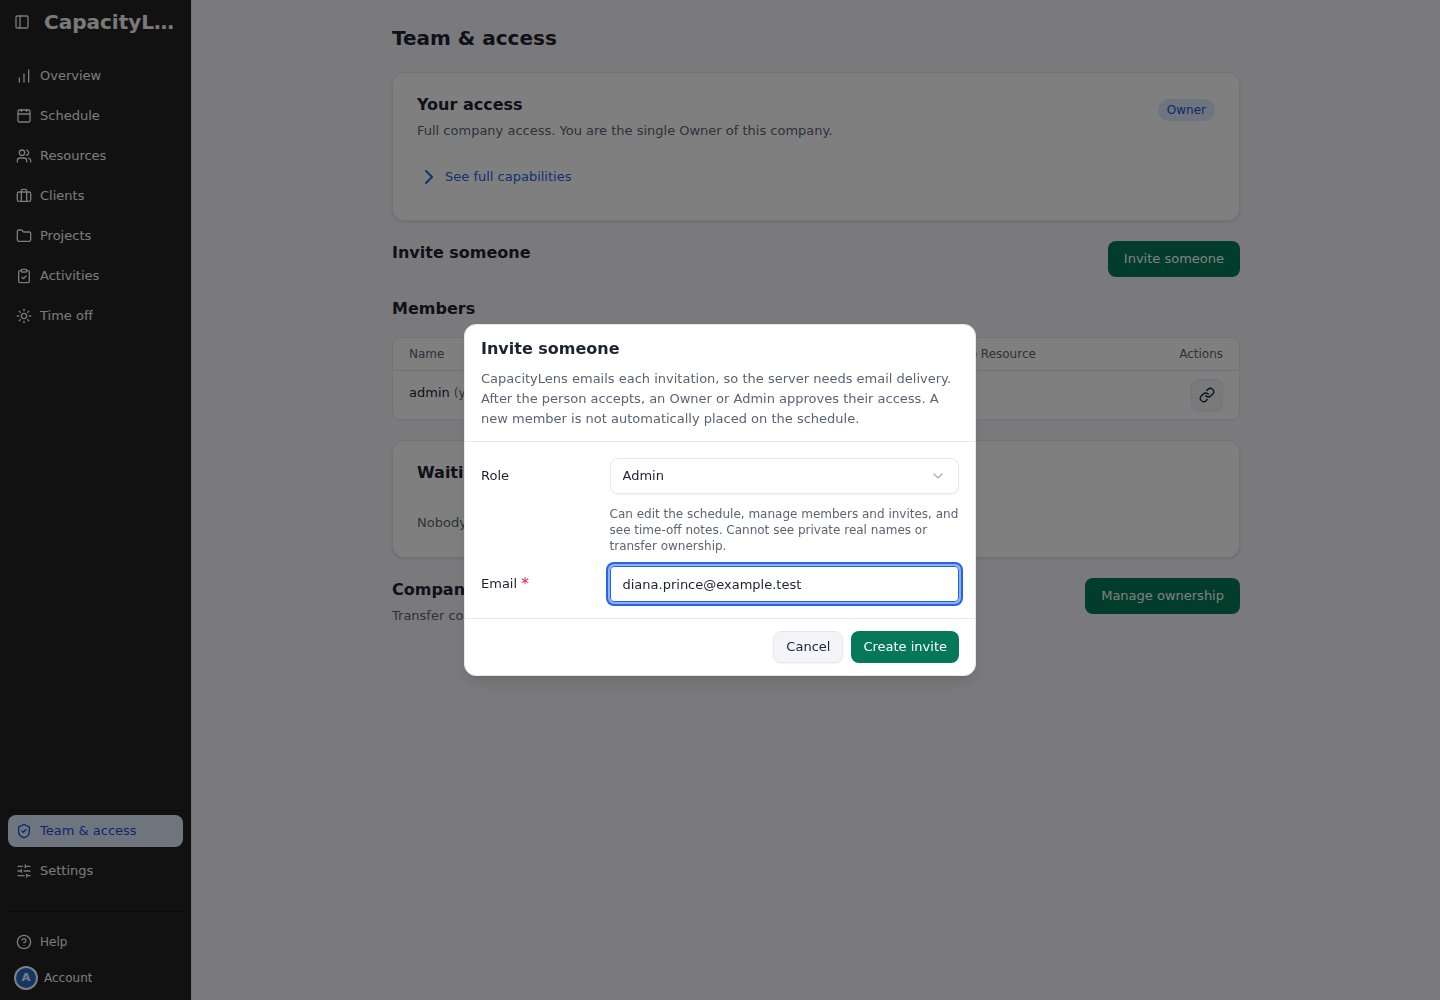 CapacityL...
Overview
Schedule
Resources
Clients
Projects
Activities
Time off
Team & access
Settings
Help
A Account
Team & access
Your access
Owner
Full company access. You are the single Owner of this company.
See full capabilities
Invite someone
Invite someone
Members
Name
Resource
Actions
admin
Nobody
Manage ownership
Transfer
Invite someone
CapacityLens emails each invitation, so the server needs email delivery.
After the person accepts, an Owner or Admin approves their access. A
new member is not automatically placed on the schedule.
Role
Admin
Can edit the schedule, manage members and invites, and
see time-off notes. Cannot see private real names or
transfer ownership.
Email *
diana.prince@example.test
Cancel
Create invite